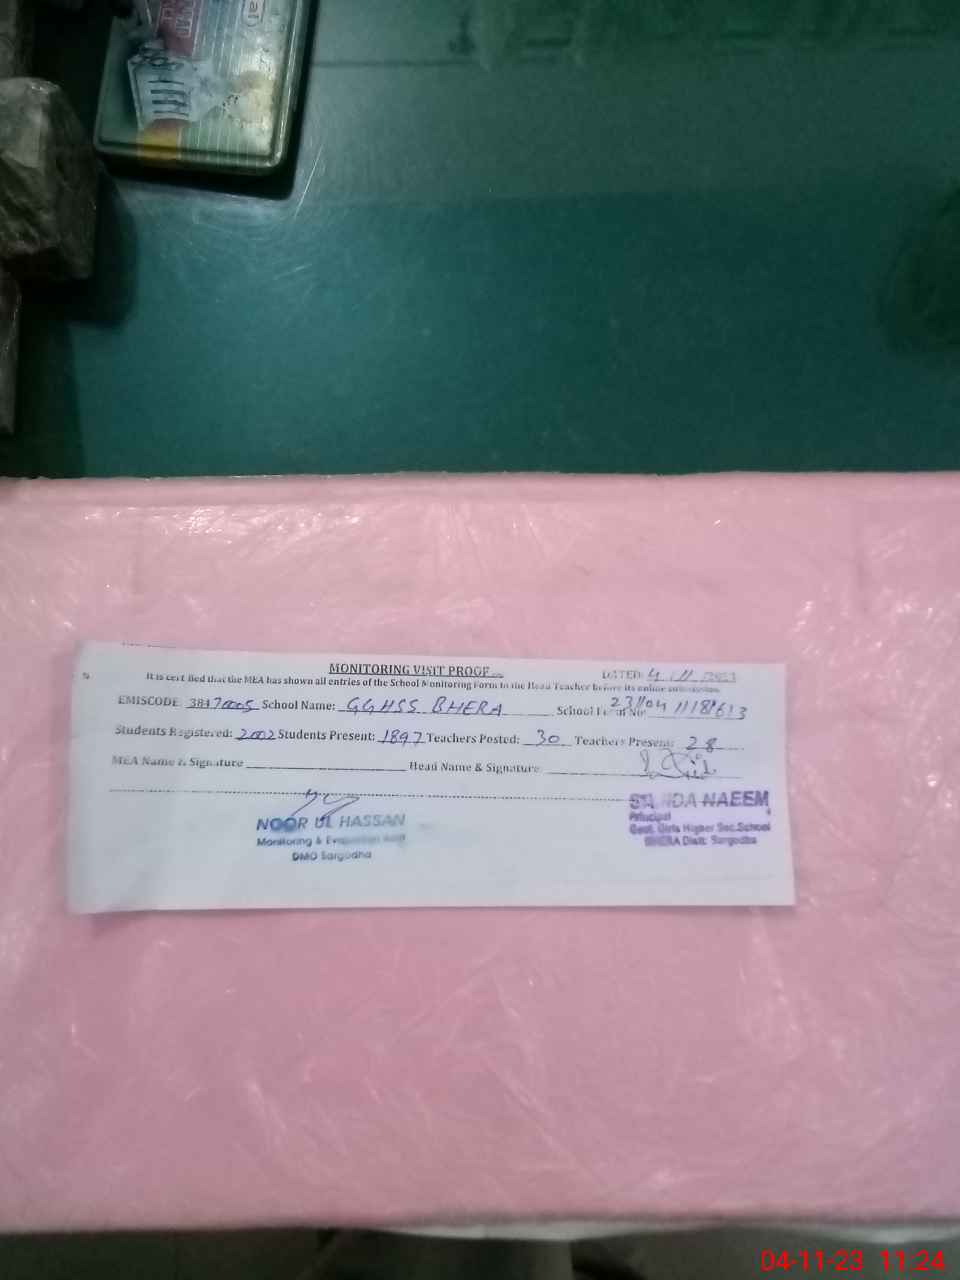 MONITORING VISIT PROOF
DATED: 4.11.2023
It is certified that the MEA has shown all entries of the School Monitoring Form to the Head Teacher before its online submission.
EMISCODE 38470005 School Name: GGHSS BHERA School Form No:
Students Registered: 2002 Students Present: 1897 Teachers Posted: 30 Teachers Present: 28
MEA Name & Signature Head Name & Signature
NOOR UL HASSAN
Monitoring & Evaluation
DMO Sargodha
NAEEM
Principal
Govt. Girls Higher Sec.School
BHERA Distt: Sargodha
04-11-23 11:24